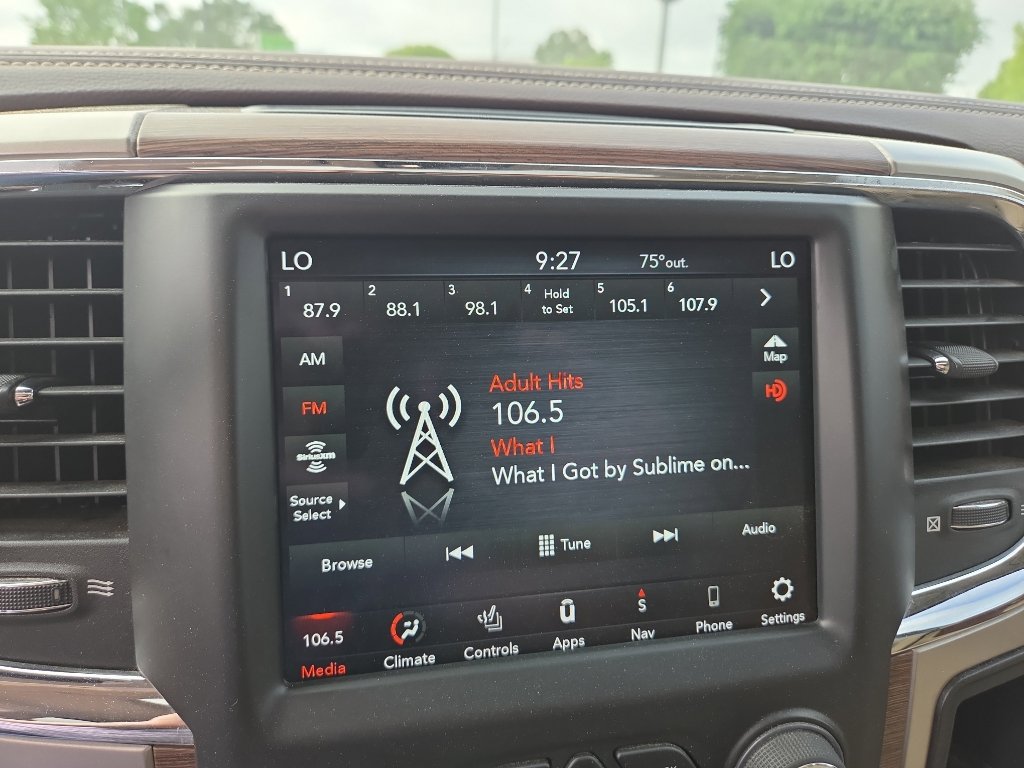 LO 9:27 75°out. LO
1 87.9 2 88.1 3 98.1 4 Hold to Set 5 105.1 6 107.9
AM
FM
SiriusXM
Source
Select
Adult Hits
106.5
What I
What I Got by Sublime on...
Map
HD
Browse Tune Audio
106.5
Media Climate Controls Apps S Nav Phone Settings